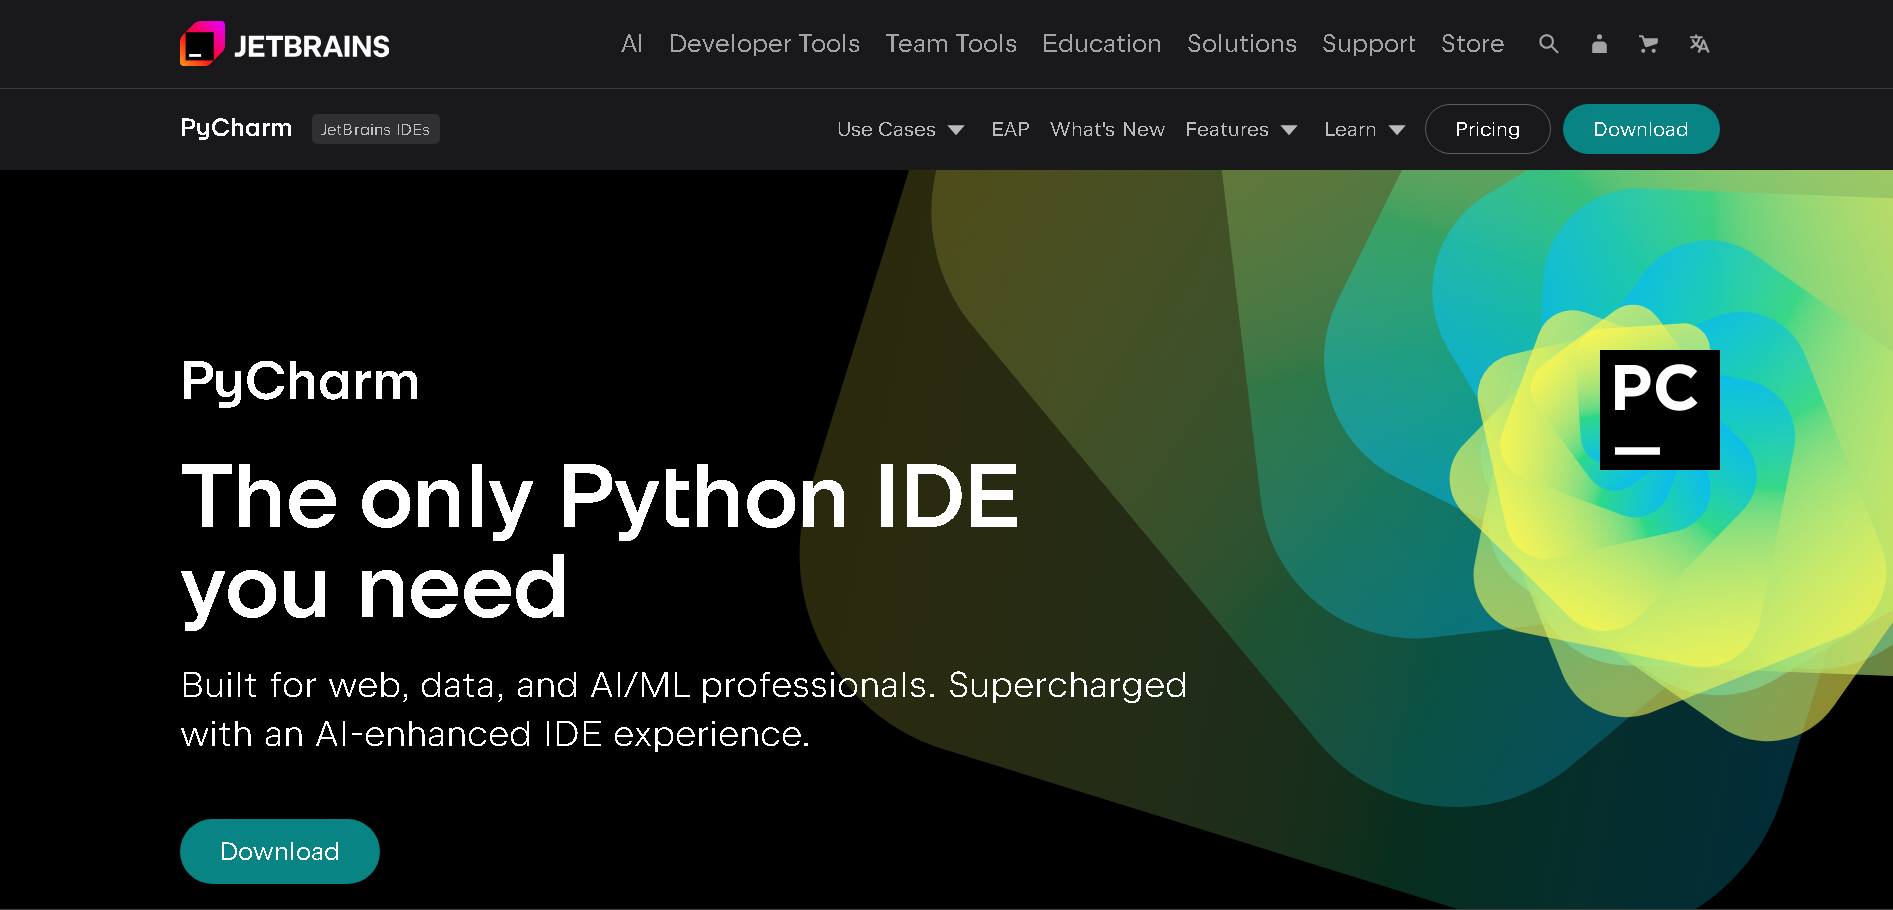 JETBRAINS
AI Developer Tools Team Tools Education Solutions Support Store
PyCharm JetBrains IDEs
Use Cases EAP What's New Features Learn Pricing Download
PyCharm
The only Python IDE
you need
Built for web, data, and AI/ML professionals. Supercharged
with an AI-enhanced IDE experience.
Download
PC